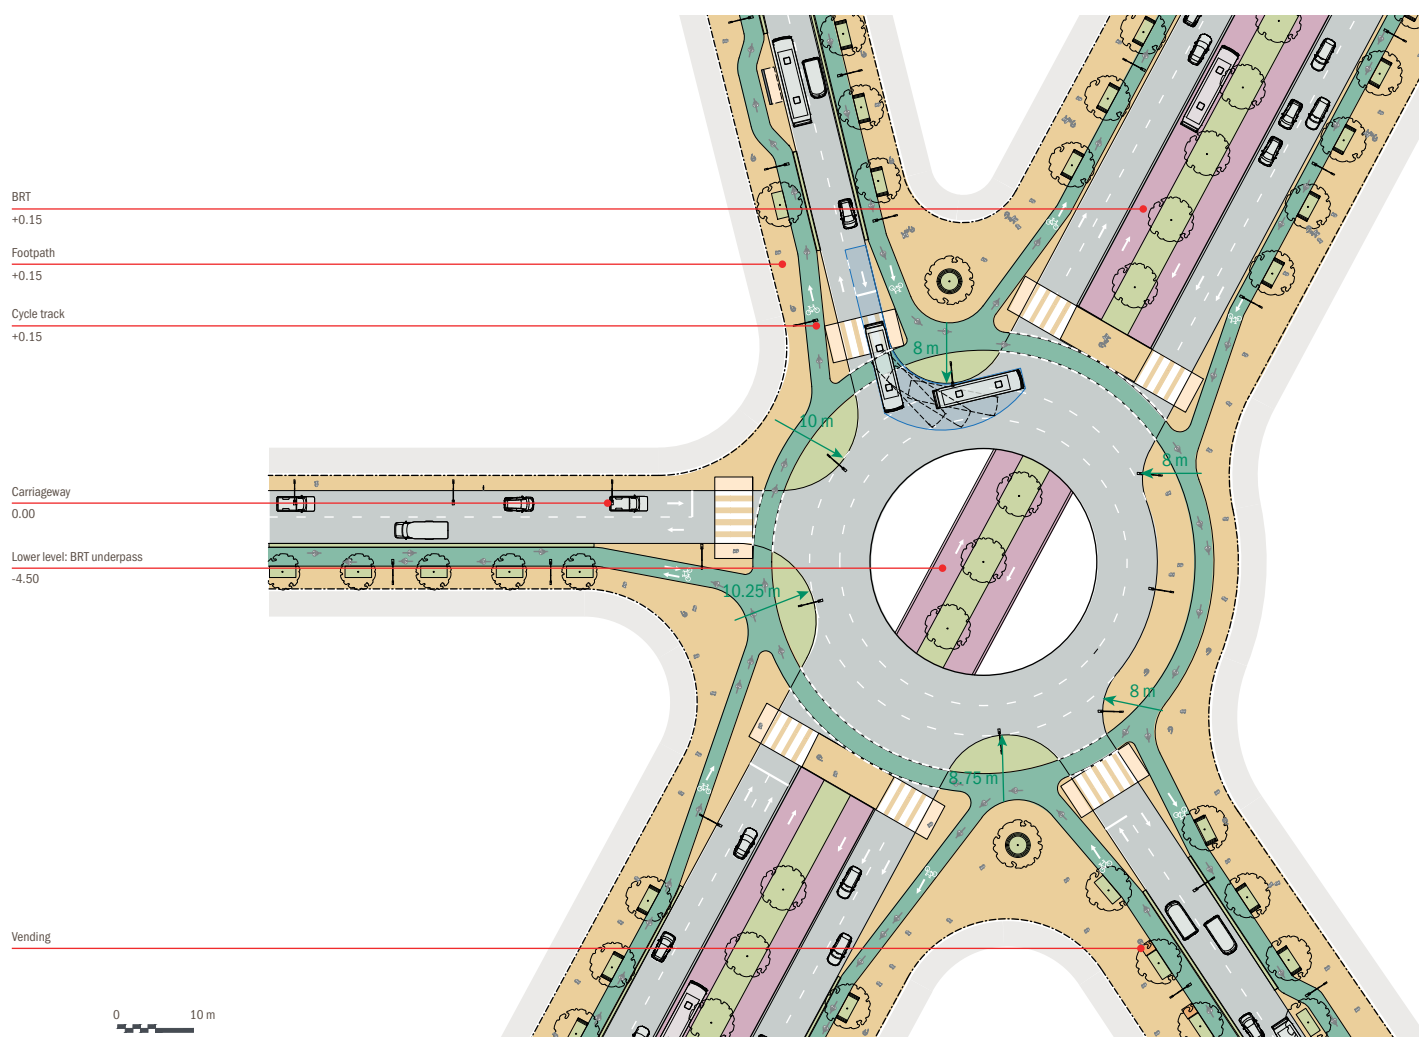 BRT
+0.15
Footpath
+0.15
Cycle track
+0.15
8 m
10 m
8 m
Carriageway
0.00
Lower level: BRT underpass
-4.50
10.25 m
8 m
8.75 m
Vending
0 10 m